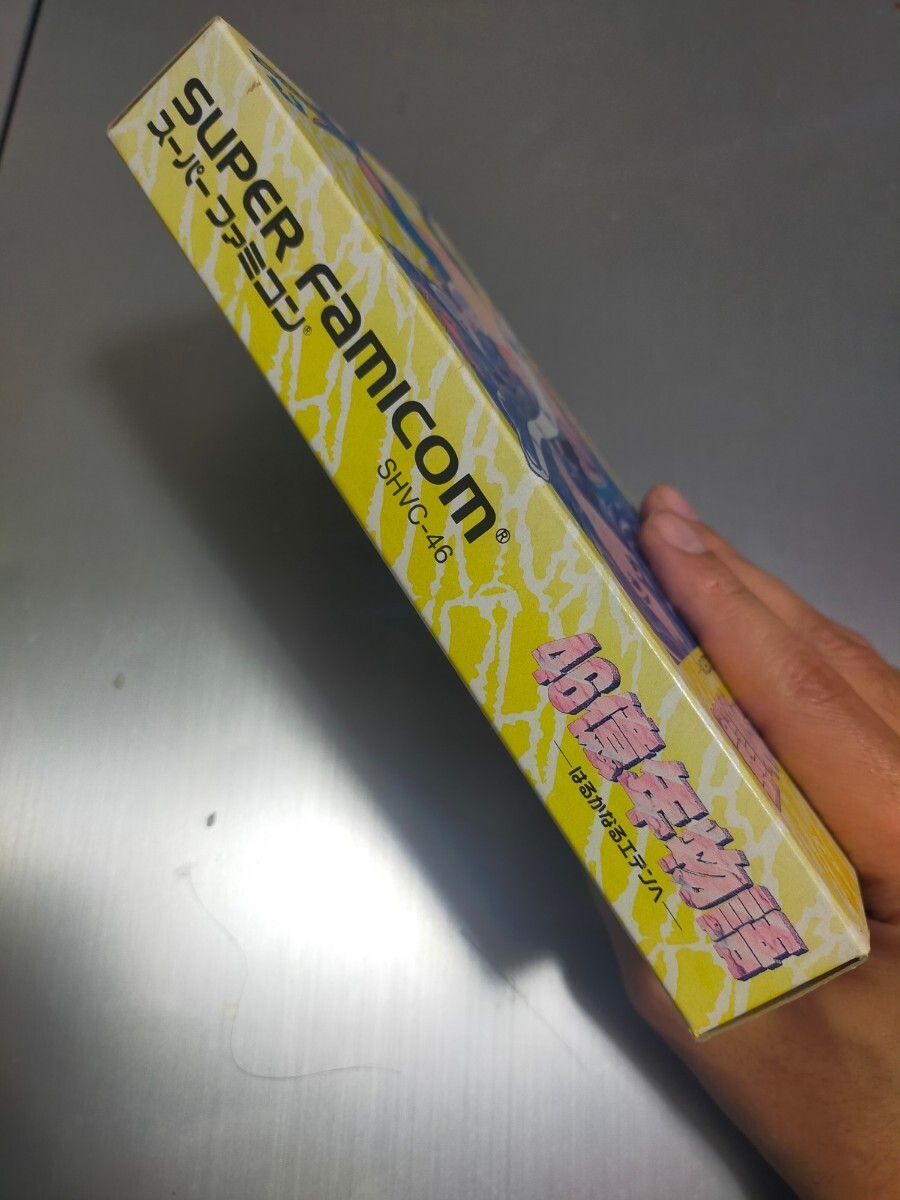 SUPER FAMICOM®
スーパーファミコン®
SHVC-46
46億年物語
―はるかなるエデンへ―